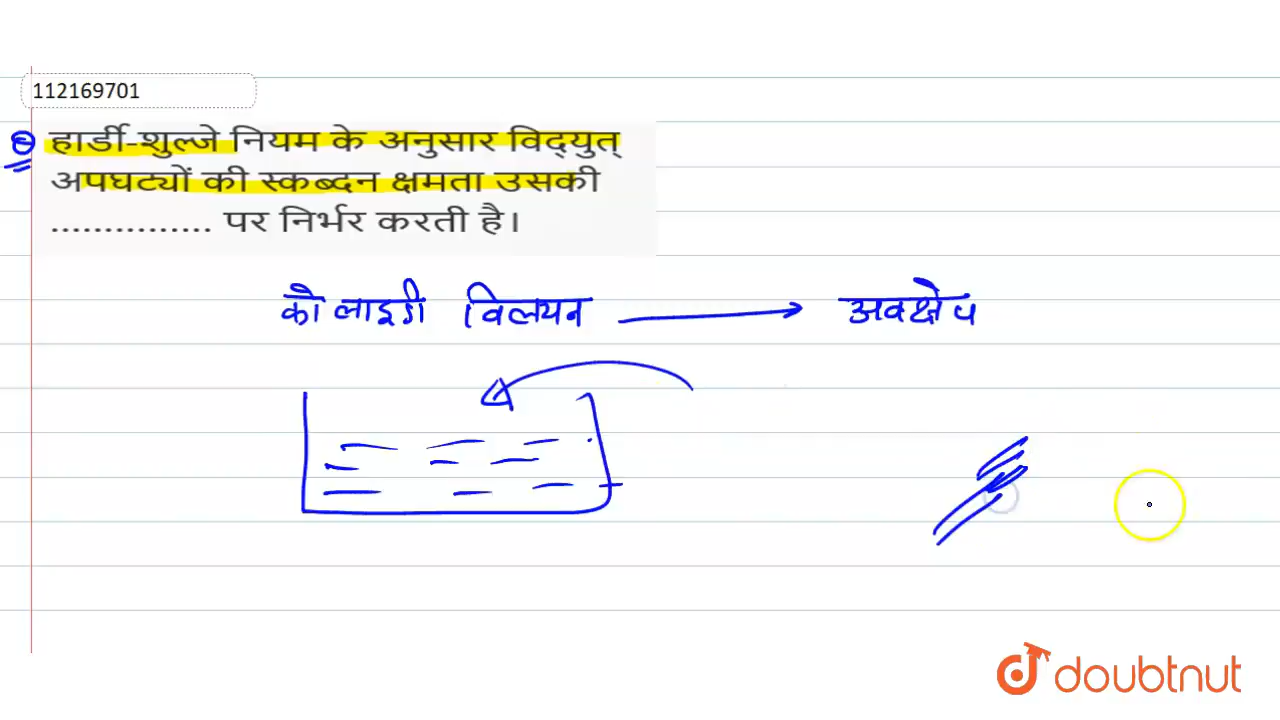 112169701
हार्डी-शुल्जे नियम के अनुसार विद्युत्
अपघट्यों की स्कब्दन क्षमता उसकी
............... पर निर्भर करती है।
कोलाइडी विलयन → अवक्षेप
doubtnut